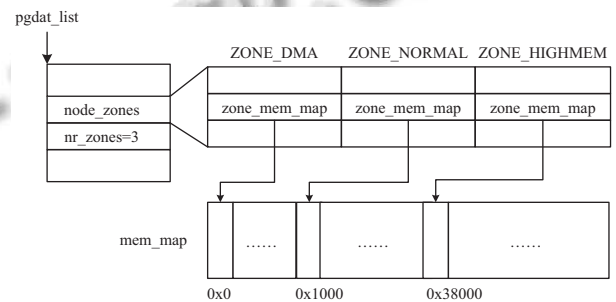 pgdat_list
ZONE_DMA ZONE_NORMAL ZONE_HIGHMEM
node_zones
zone_mem_map zone_mem_map zone_mem_map
nr_zones=3
mem_map
…… …… ……
0x0 0x1000 0x38000